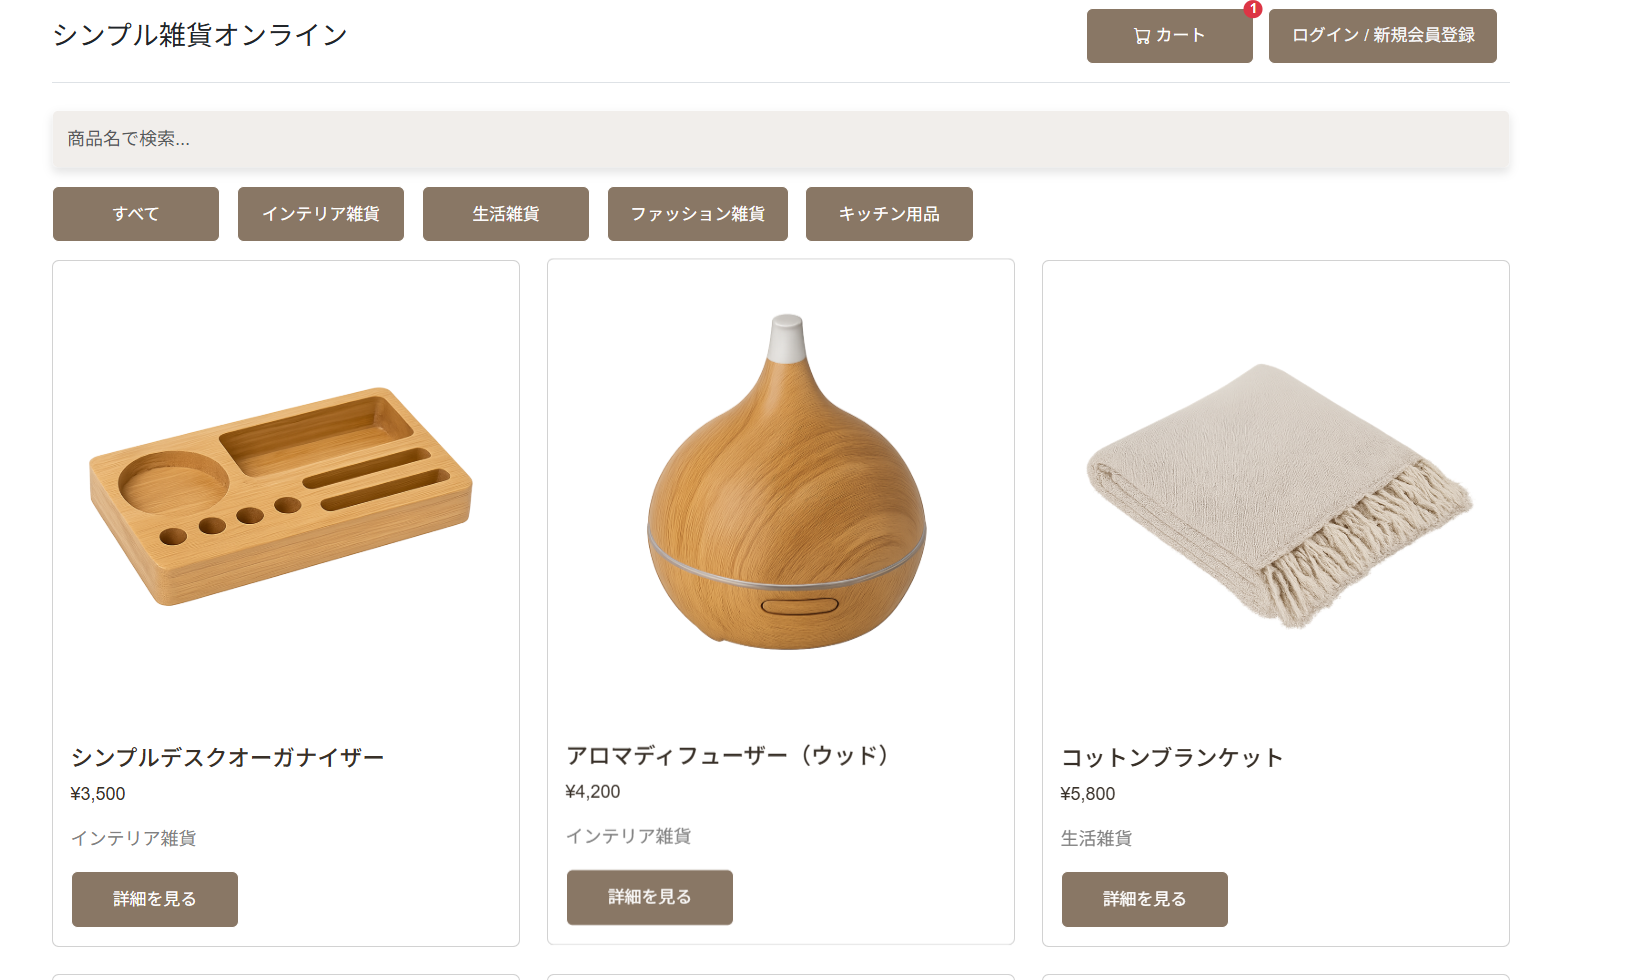 シンプル雑貨オンライン
カート
1
ログイン / 新規会員登録
商品名で検索...
すべて
インテリア雑貨
生活雑貨
ファッション雑貨
キッチン用品
シンプルデスクオーガナイザー
¥3,500
インテリア雑貨
詳細を見る
アロマディフューザー（ウッド）
¥4,200
インテリア雑貨
詳細を見る
コットンブランケット
¥5,800
生活雑貨
詳細を見る